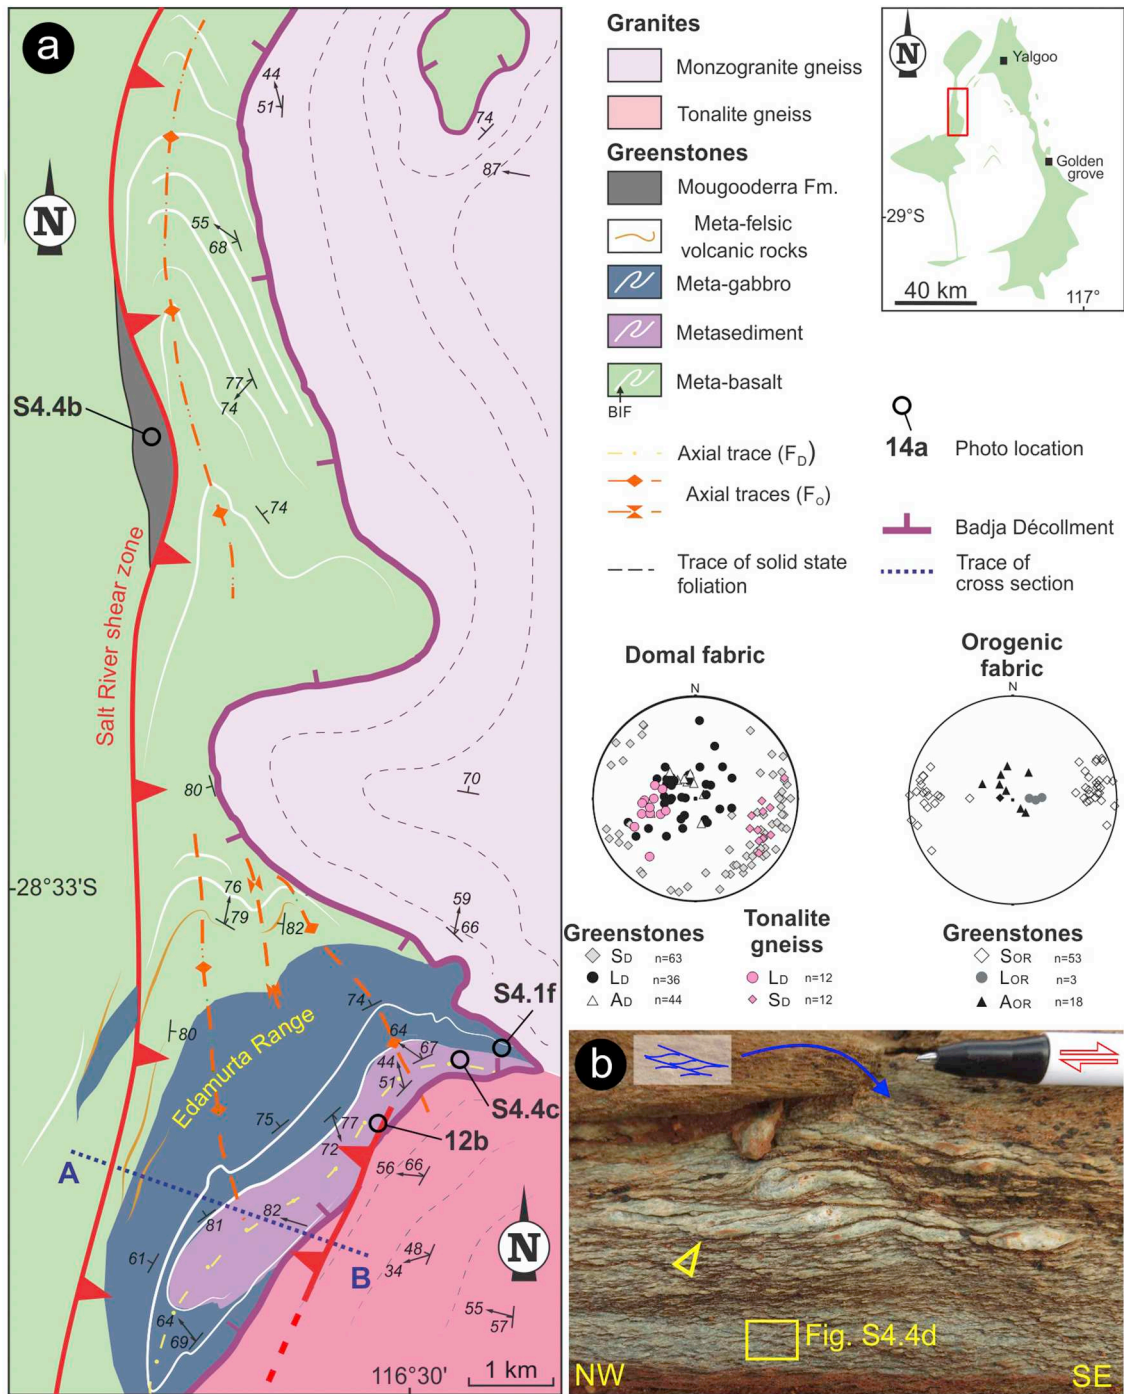 a
N
44
51
74
87
55
68
77
74
S4.4b
74
Salt River shear zone
80
70
28°33'S
76
79
82
59
66
80
74
S4.1f
Edamurta Range
64
67
44
51
S4.4c
75
77
72
12b
56
66
A
81
82
61
B
48
34
N
64
69
55
57
116°30'
1 km
Granites
Monzogranite gneiss
Tonalite gneiss
Greenstones
Mougooderra Fm.
Meta-felsic
volcanic rocks
Meta-gabbro
Metasediment
Meta-basalt
BIF
Axial trace (FD)
Axial traces (FO)
Trace of solid state
foliation
N
Yalgoo
Golden
grove
29°S
40 km
117°
14a
Photo location
Badja Décollment
Trace of
cross section
Domal fabric
N
Greenstones
SD n=63
LD n=36
AD n=44
Tonalite
gneiss
LD n=12
SD n=12
Orogenic
fabric
N
Greenstones
SOR n=53
LOR n=3
AOR n=18
b
Fig. S4.4d
NW
SE